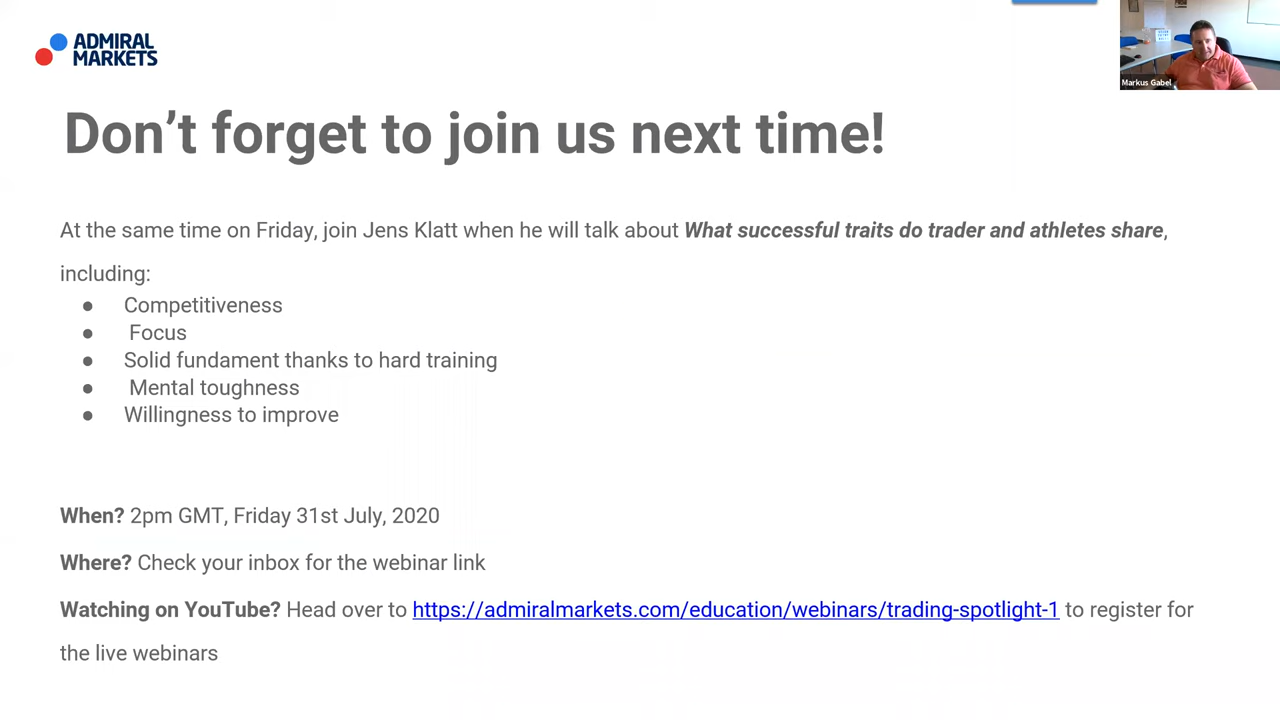 ADMIRAL
MARKETS
Markus Gabel
Don't forget to join us next time!
At the same time on Friday, join Jens Klatt when he will talk about What successful traits do trader and athletes share,
including:
● Competitiveness
● Focus
● Solid fundament thanks to hard training
● Mental toughness
● Willingness to improve
When? 2pm GMT, Friday 31st July, 2020
Where? Check your inbox for the webinar link
Watching on YouTube? Head over to https://admiralmarkets.com/education/webinars/trading-spotlight-1 to register for
the live webinars